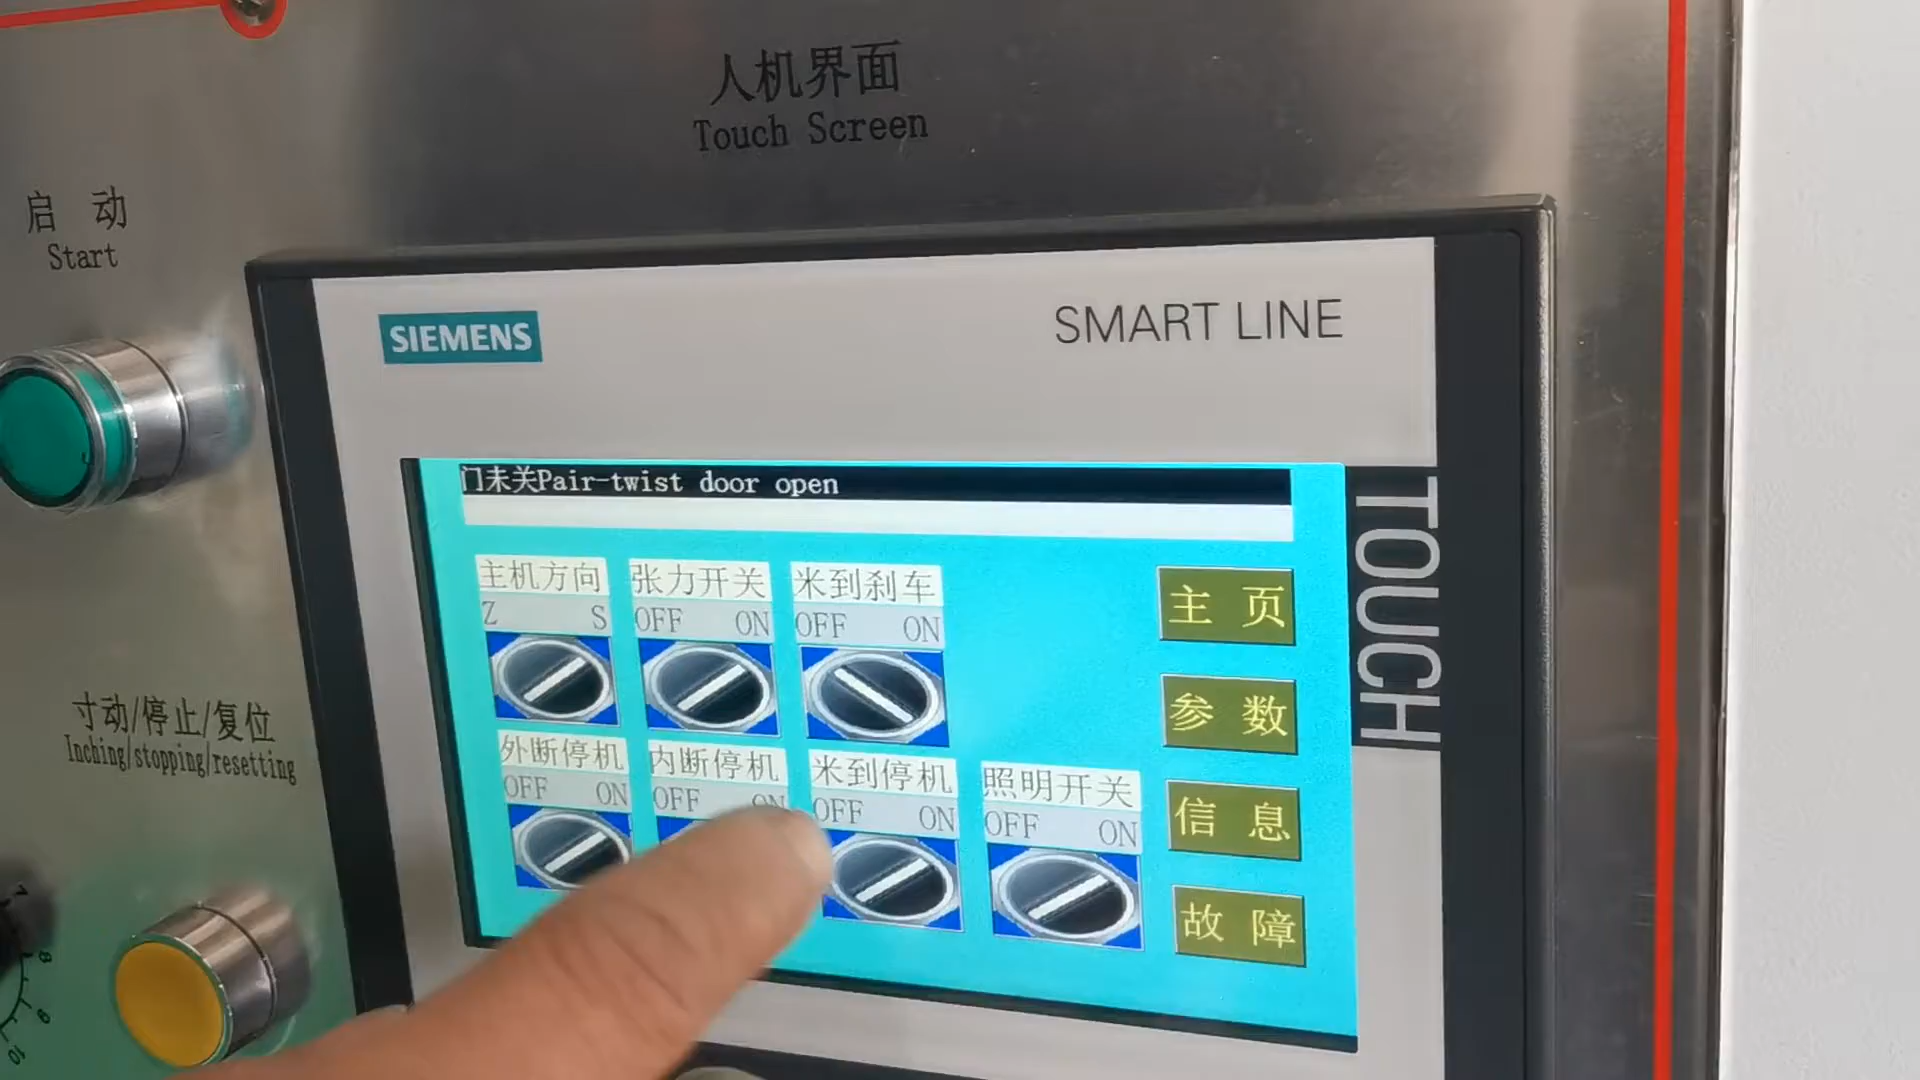 人机界面
Touch Screen
启 动
Start
SIEMENS
SMART LINE
TOUCH
门未关Pair-twist door open
主机方向
Z S
张力开关
OFF ON
米到刹车
OFF ON
主 页
参 数
寸动/停止/复位
Inching/stopping/resetting
外断停机
OFF ON
内断停机
OFF ON
米到停机
OFF ON
照明开关
OFF ON
信 息
故 障
7
8
9
10